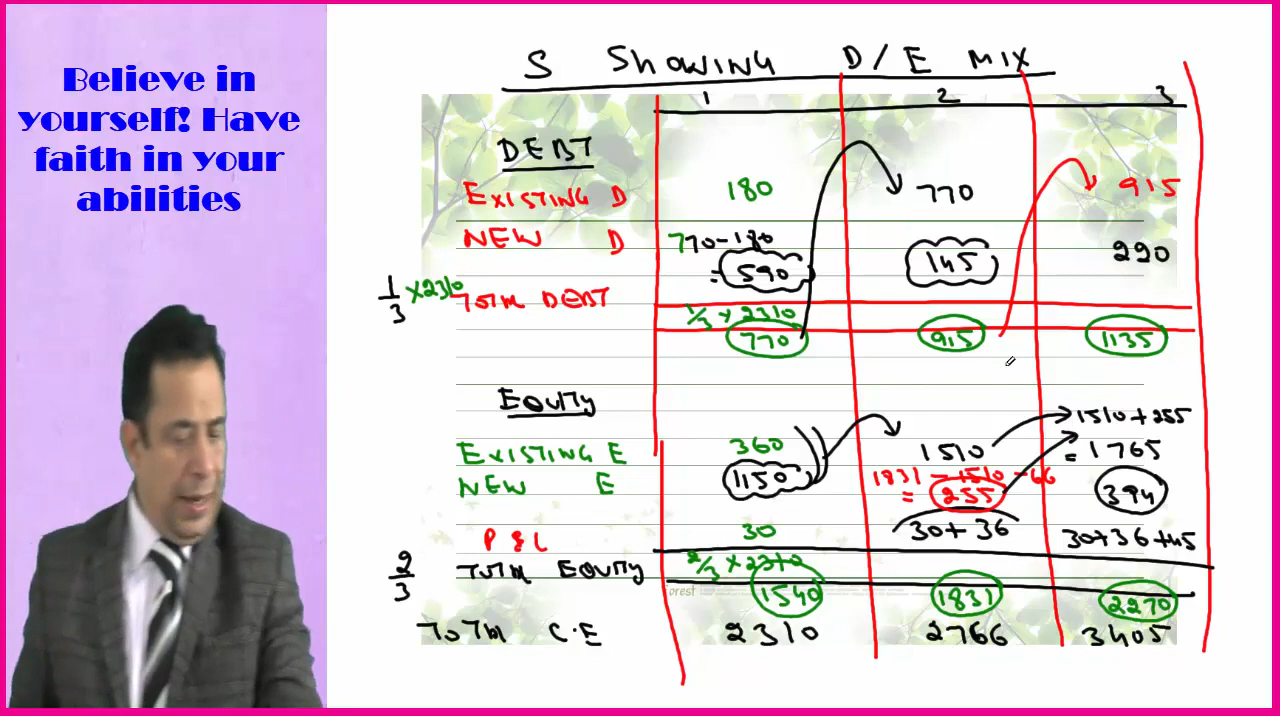 Believe in
yourself! Have
faith in your
abilities
S SHOWING D/E MIX
1 2 3
DEBT
EXISTING D 180 770 915
NEW D 770-180 145 220
= 590
1/3 ×2310 TOTAL DEBT
1/3 × 2310
770 915 1135
EQUITY
1510+255
EXISTING E 360 1510 = 1765
NEW E 1150 1831 - 1510 - 66 394
= 255
P & L 30 30+36 30+36+45
2/3 TOTAL EQUITY 2/3 × 2310
1540 1831 2270
TOTAL C.E 2310 2766 3405